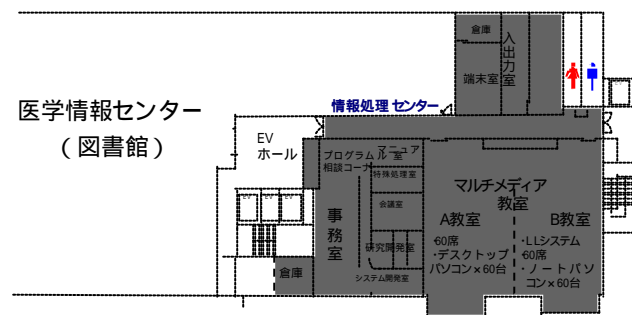 倉庫
入出力室
端末室
医学情報センター
（図書館）
情報処理 センター
EV
ホール
プログラム
相談コーナ
マニュア
ル 室
特殊処理室
会議室
事務室
研究開発室
システム開発室
倉庫
EV
EV
EV
マルチメディア
教室
A教室
・60席
・デスクトップ
パソコン×60台
B教室
・LLシステム
・60席
・ノートパソ
コン×60台